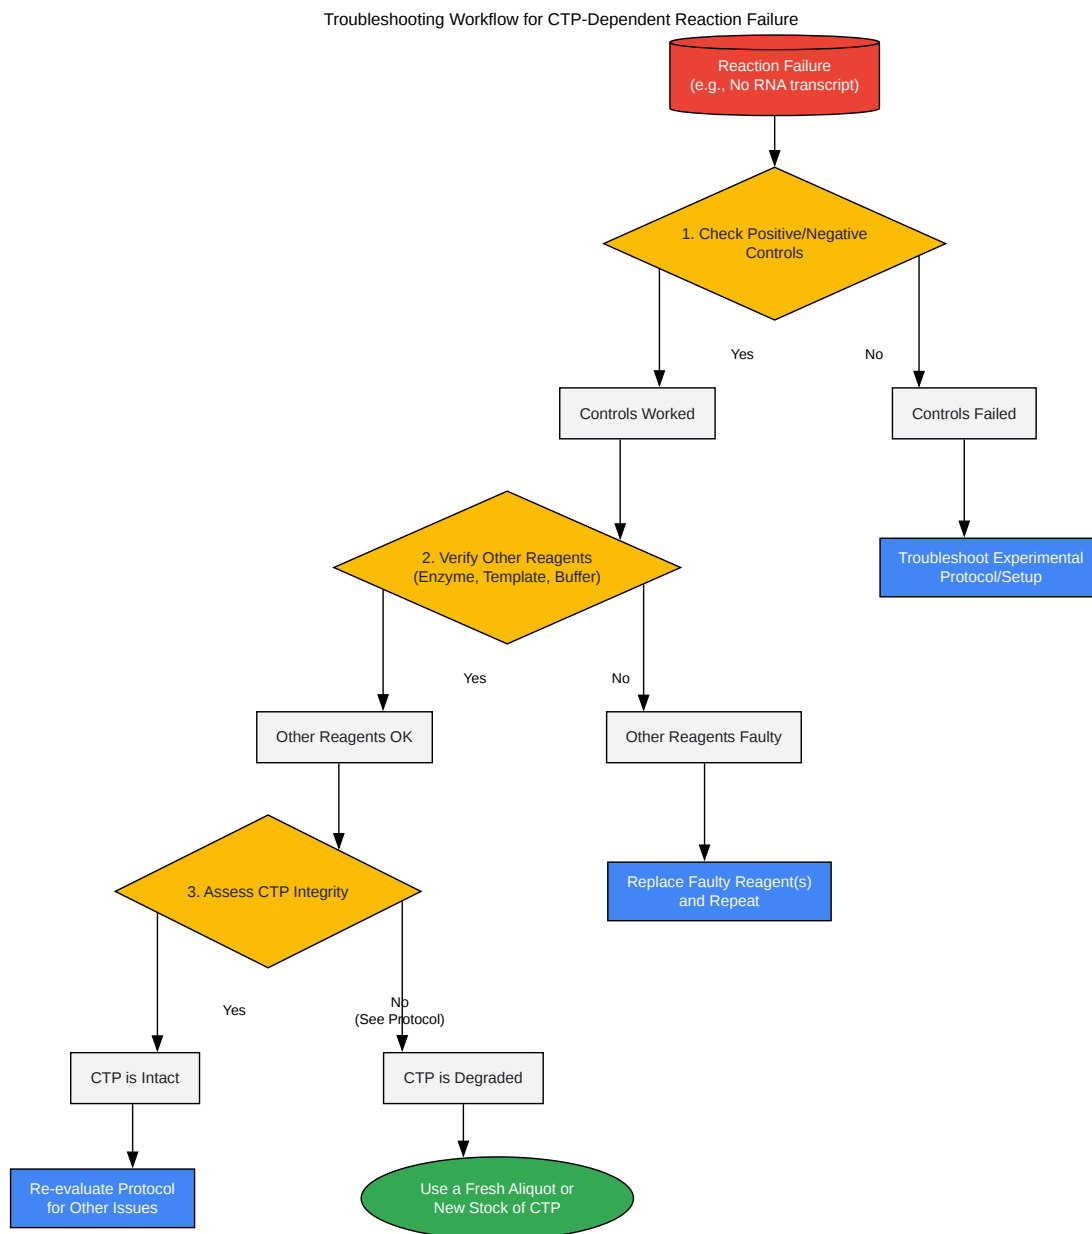 Troubleshooting Workflow for CTP-Dependent Reaction Failure
Reaction Failure
(e.g., No RNA transcript)
1. Check Positive/Negative
Controls
Yes
No
Controls Worked
Controls Failed
2. Verify Other Reagents
(Enzyme, Template, Buffer)
Troubleshoot Experimental
Protocol/Setup
Yes
No
Other Reagents OK
Other Reagents Faulty
3. Assess CTP Integrity
Replace Faulty Reagent(s)
and Repeat
Yes
No
(See Protocol)
CTP is Intact
CTP is Degraded
Re-evaluate Protocol
for Other Issues
Use a Fresh Aliquot or
New Stock of CTP